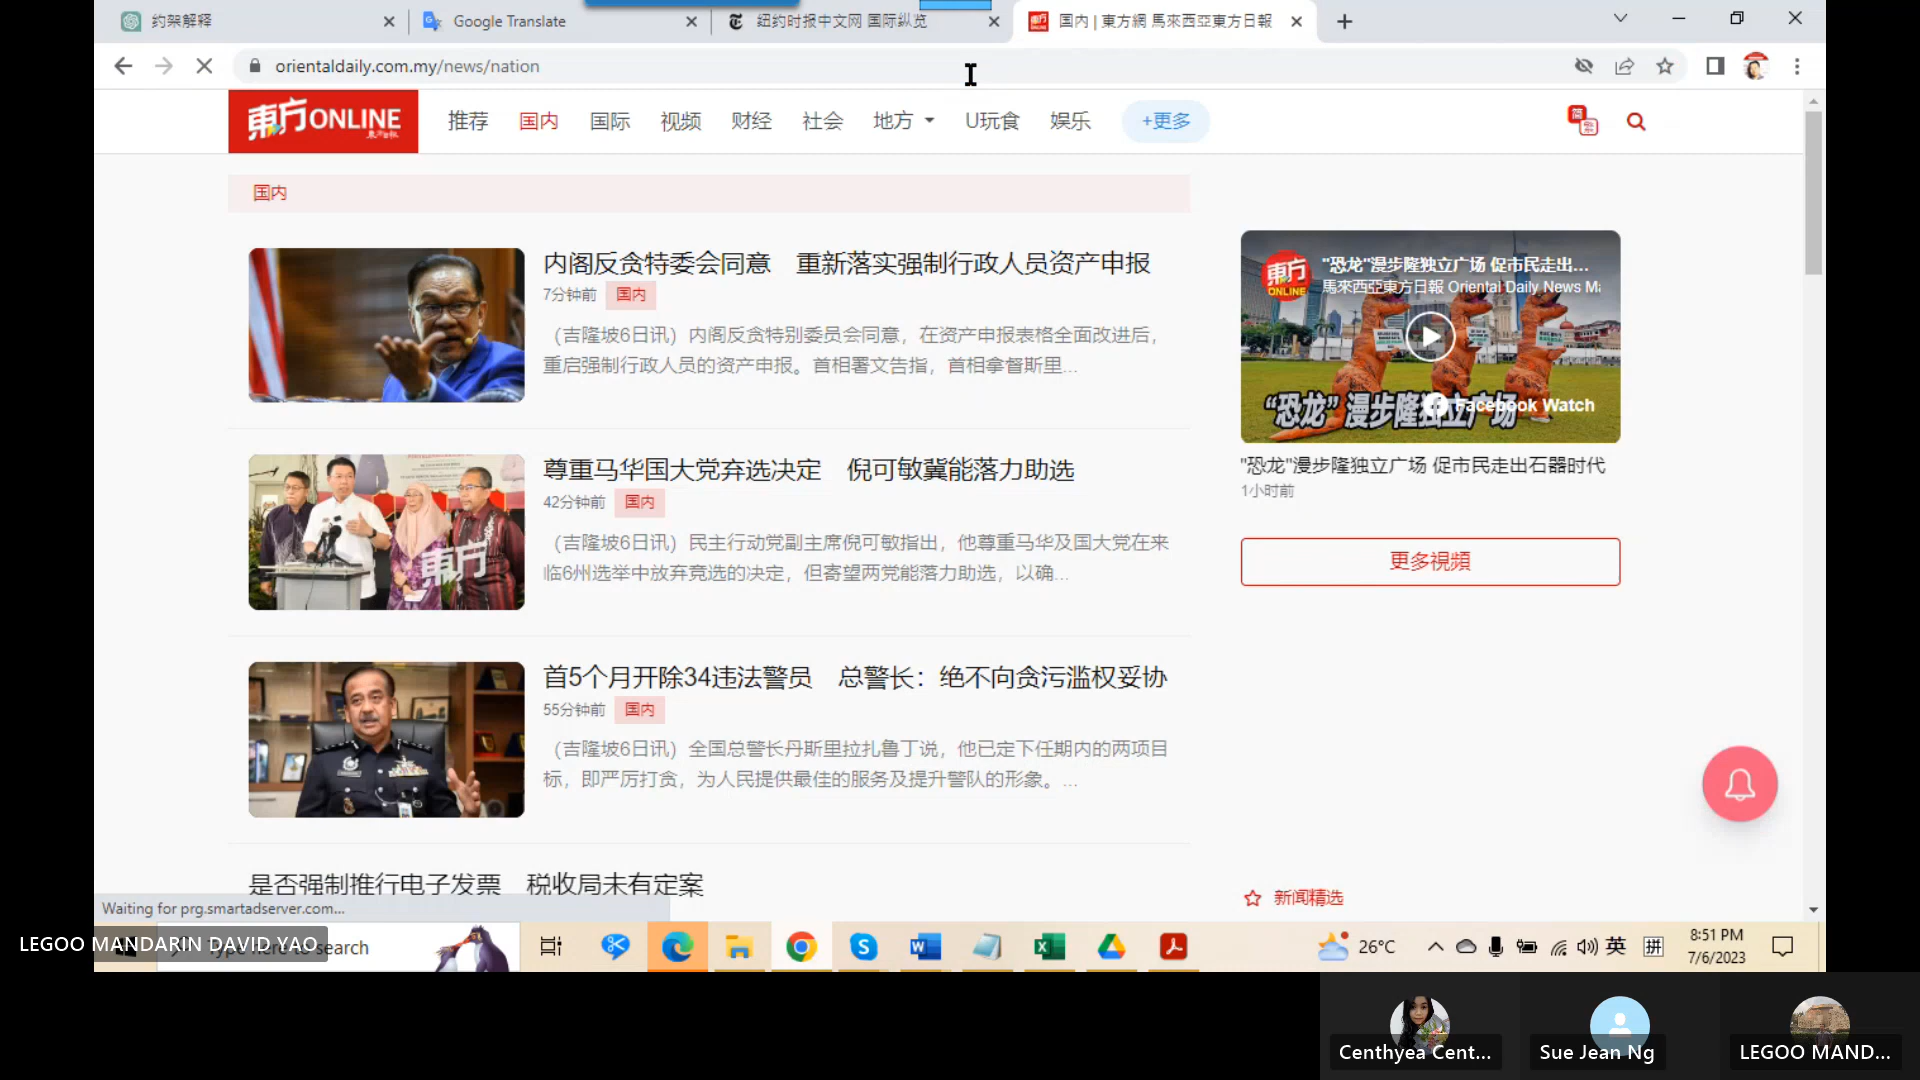 约架解释
Google Translate
纽约时报中文网 国际纵览
国内 | 東方網 馬來西亞東方日報
orientaldaily.com.my/news/nation
東方ONLINE
推荐
国内
国际
视频
财经
社会
地方
U玩食
娱乐
+更多
国内
内阁反贪特委会同意 重新落实强制行政人员资产申报
7分钟前 国内
（吉隆坡6日讯）内阁反贪特别委员会同意，在资产申报表格全面改进后，
重启强制行政人员的资产申报。首相署文告指，首相拿督斯里...
尊重马华国大党弃选决定 倪可敏冀能落力助选
42分钟前 国内
（吉隆坡6日讯）民主行动党副主席倪可敏指出，他尊重马华及国大党在来
临6州选举中放弃竞选的决定，但寄望两党能落力助选，以确...
東方
首5个月开除34违法警员 总警长：绝不向贪污滥权妥协
55分钟前 国内
（吉隆坡6日讯）全国总警长丹斯里拉扎鲁丁说，他已定下任期内的两项目
标，即严厉打贪，为人民提供最佳的服务及提升警队的形象。...
是否强制推行电子发票 税收局未有定案
東方
ONLINE
"恐龙"漫步隆独立广场 促市民走出...
馬來西亞東方日報 Oriental Daily News Ma
“恐龙”漫步隆独立广场
Facebook Watch
"恐龙"漫步隆独立广场 促市民走出石器时代
1小时前
更多視頻
新闻精选
Waiting for prg.smartadserver.com...
LEGOO MANDARIN DAVID YAO
Type here to search
26°C
英
拼
8:51 PM
7/6/2023
Centhyea Cent...
Sue Jean Ng
LEGOO MAND...